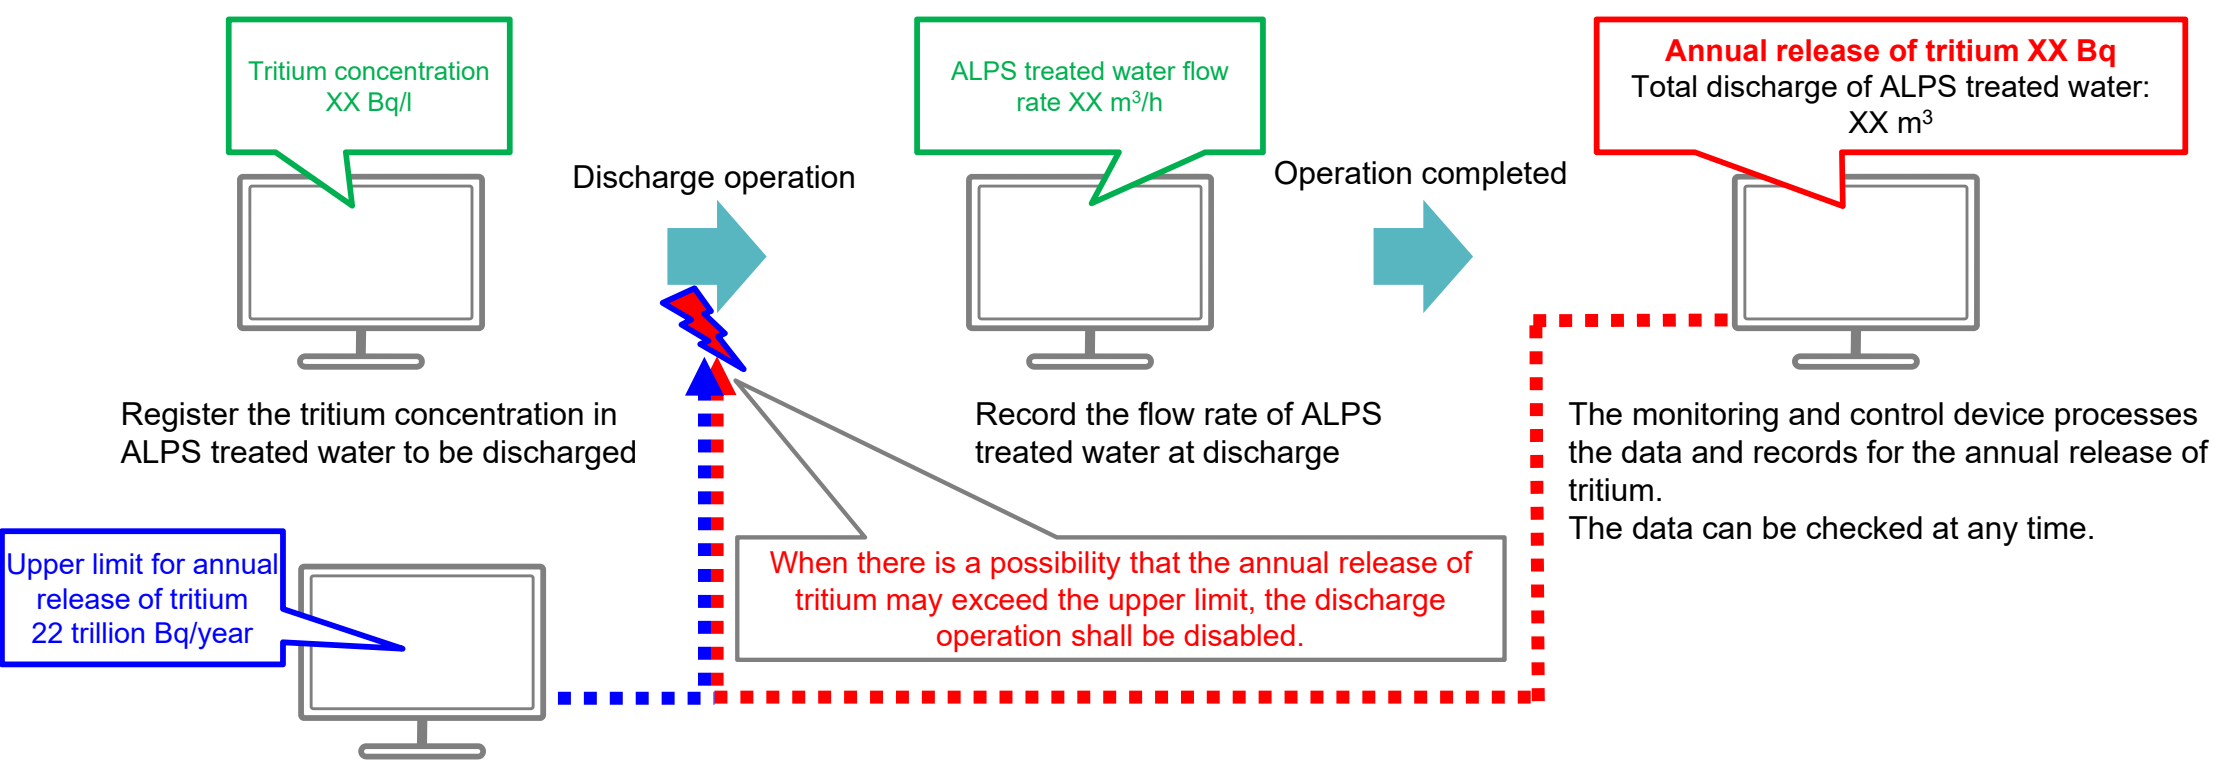 Tritium concentration
XX Bq/l
Discharge operation
ALPS treated water flow
rate XX m³/h
Operation completed
Annual release of tritium XX Bq
Total discharge of ALPS treated water:
XX m³
Register the tritium concentration in
ALPS treated water to be discharged
Record the flow rate of ALPS
treated water at discharge
The monitoring and control device processes
the data and records for the annual release of
tritium.
The data can be checked at any time.
Upper limit for annual
release of tritium
22 trillion Bq/year
When there is a possibility that the annual release of
tritium may exceed the upper limit, the discharge
operation shall be disabled.